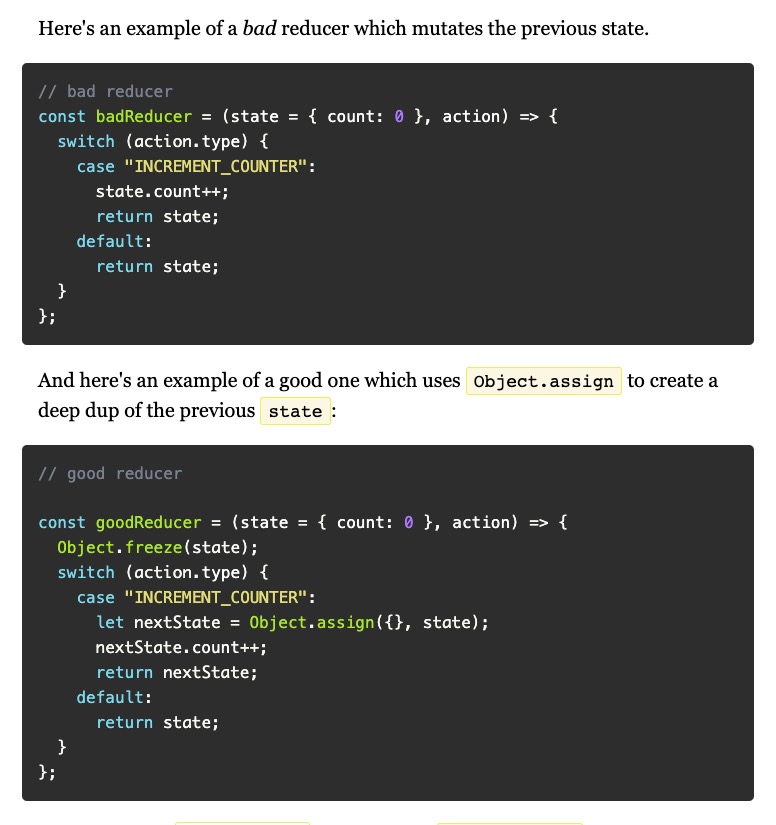 Here's an example of a bad reducer which mutates the previous state.
// bad reducer
const badReducer = (state = { count: 0 }, action) => {
  switch (action.type) {
    case "INCREMENT_COUNTER":
      state.count++;
      return state;
    default:
      return state;
  }
};
And here's an example of a good one which uses Object.assign to create a
deep dup of the previous state:
// good reducer
const goodReducer = (state = { count: 0 }, action) => {
  Object.freeze(state);
  switch (action.type) {
    case "INCREMENT_COUNTER":
      let nextState = Object.assign({}, state);
      nextState.count++;
      return nextState;
    default:
      return state;
  }
};